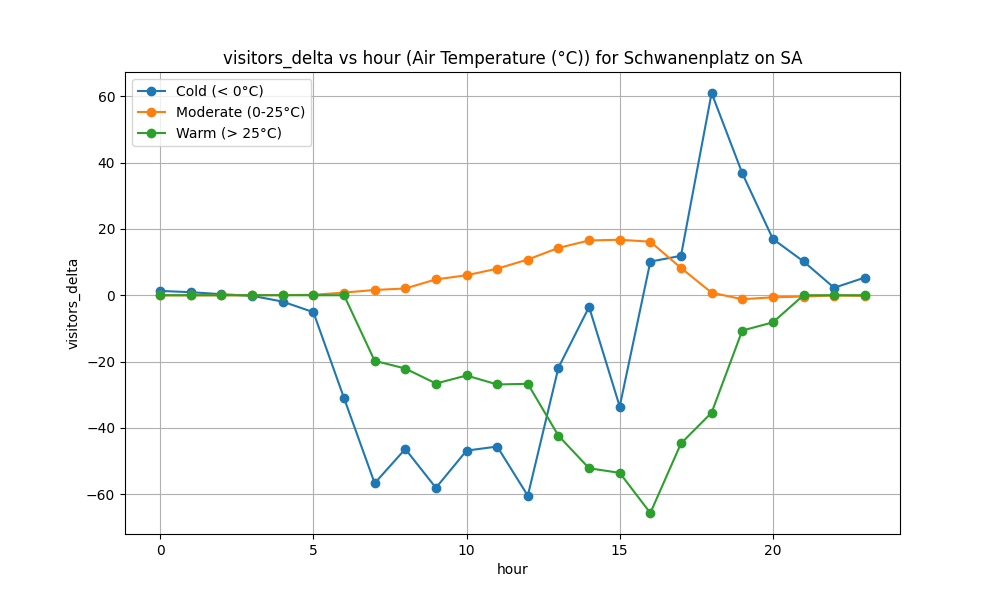 visitors_delta vs hour (Air Temperature (°C)) for Schwanenplatz on SA
Cold (< 0°C)
Moderate (0-25°C)
Warm (> 25°C)
60
40
20
0
−20
−40
−60
visitors_delta
0 5 10 15 20
hour